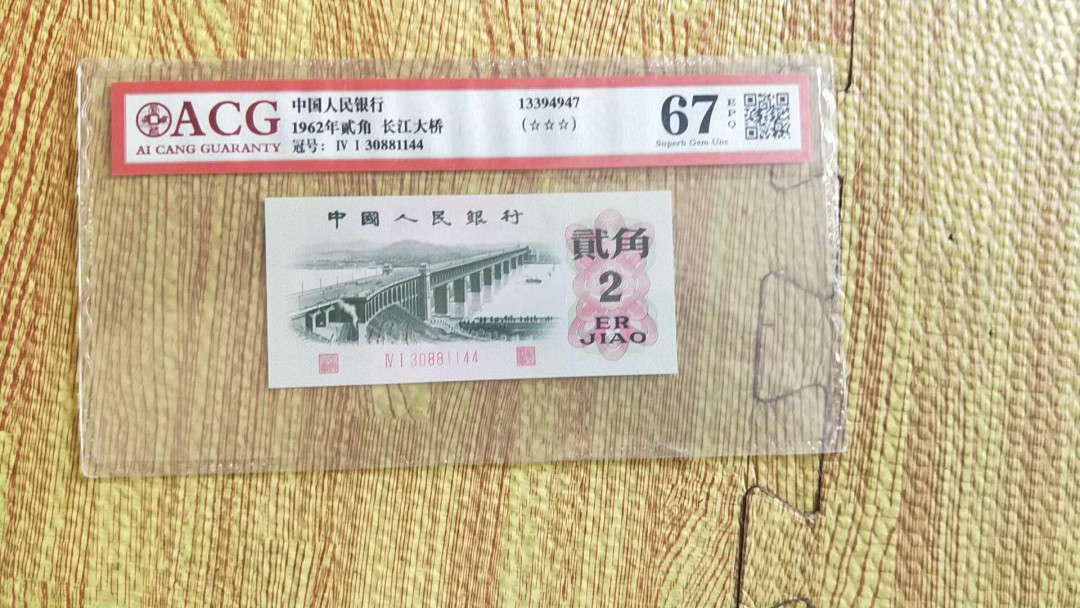 ACG
AI CANG GUARANTY
中国人民银行
1962年贰角 长江大桥
冠号: IV I 30881144
13394947
(☆☆☆)
67
EPQ
Superb Gem Unc
中國人民銀行
貳角
2
ER
JIAO
IV I 30881144